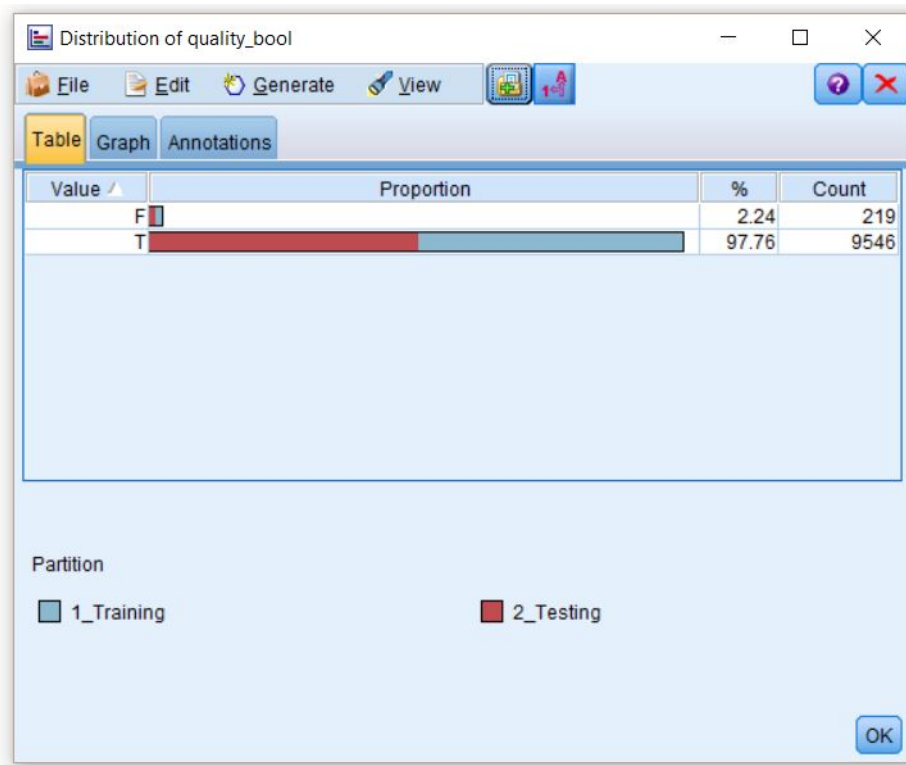 Distribution of quality_bool
File Edit Generate View
Table Graph Annotations
Value Proportion % Count
F 2.24 219
T 97.76 9546
Partition
1_Training 2_Testing
OK